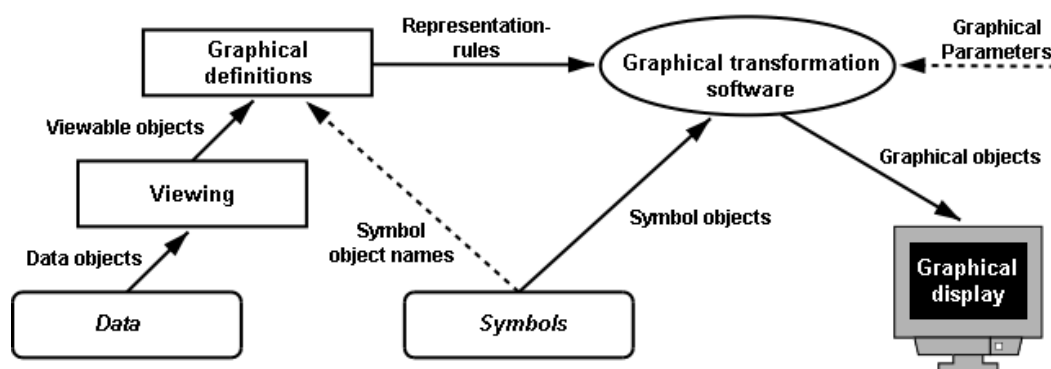 Graphical
definitions
Representation-
rules
Graphical transformation
software
Graphical
Parameters
Viewable objects
Viewing
Graphical objects
Symbol
object names
Symbol objects
Data objects
Graphical
display
Data
Symbols